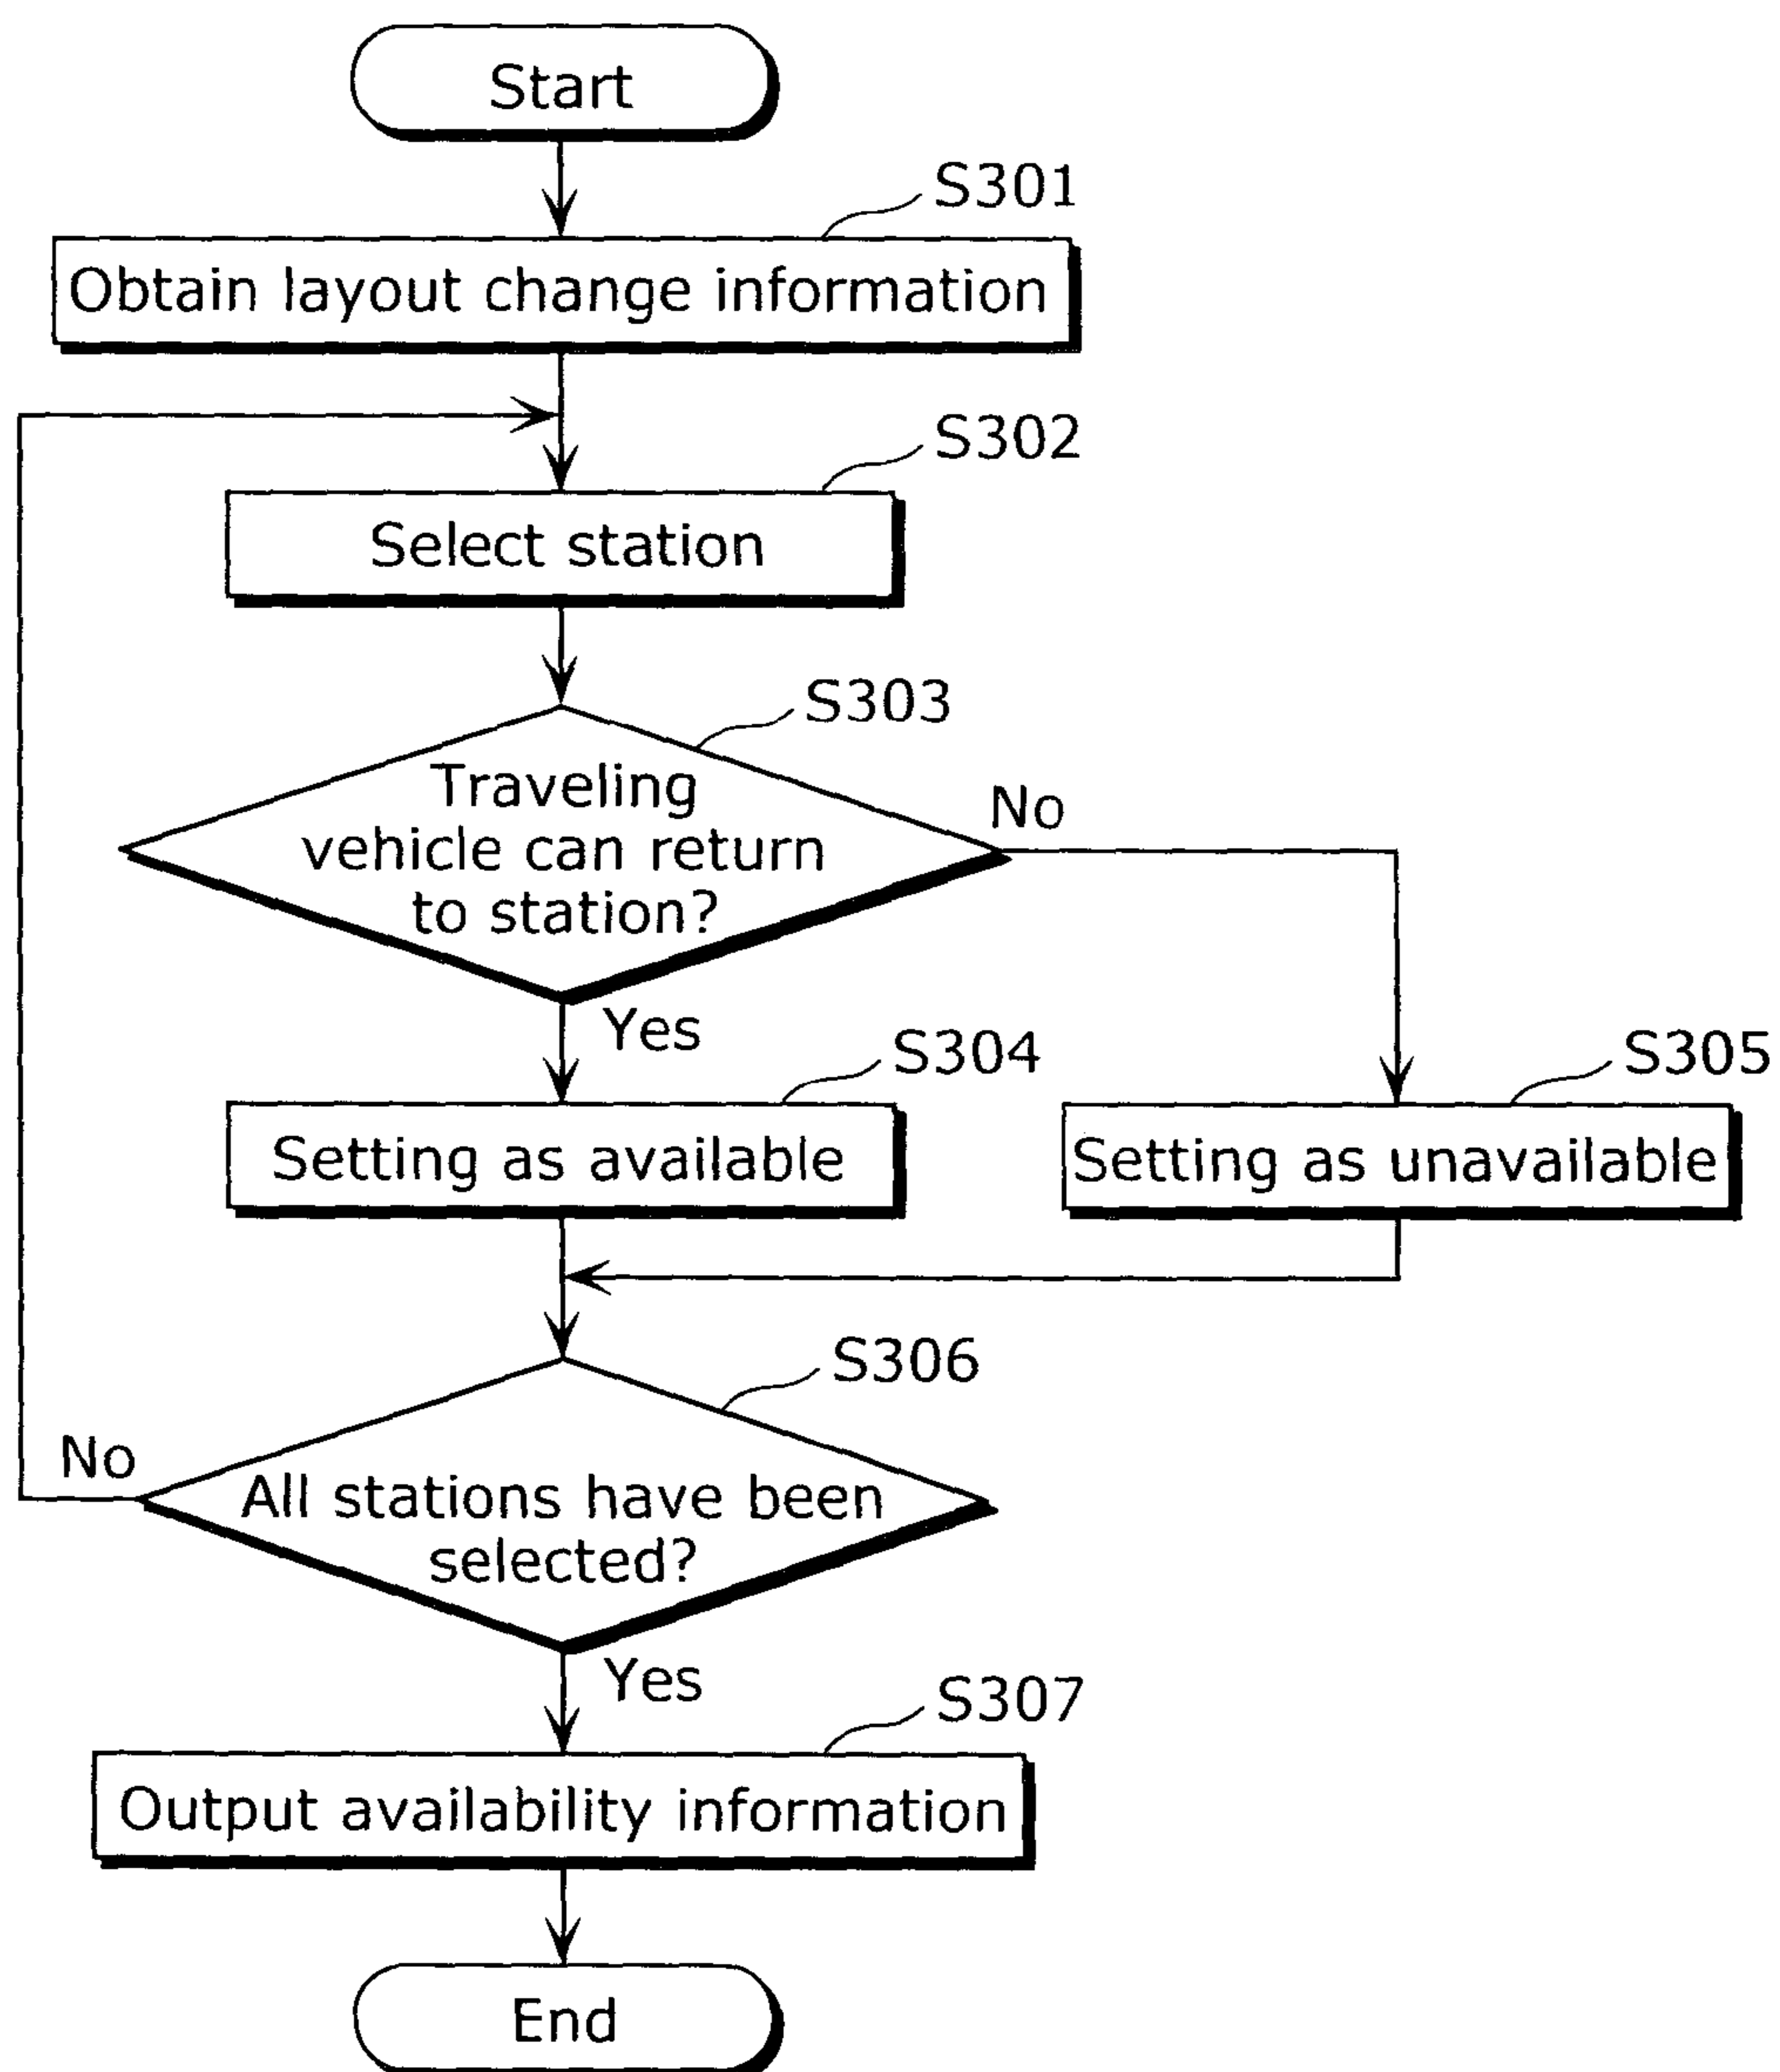 Start
S301
Obtain layout change information
S302
Select station
S303
Traveling
vehicle can return
to station?
No
Yes
S304
S305
Setting as available
Setting as unavailable
S306
No
All stations have been
selected?
Yes
S307
Output availability information
End